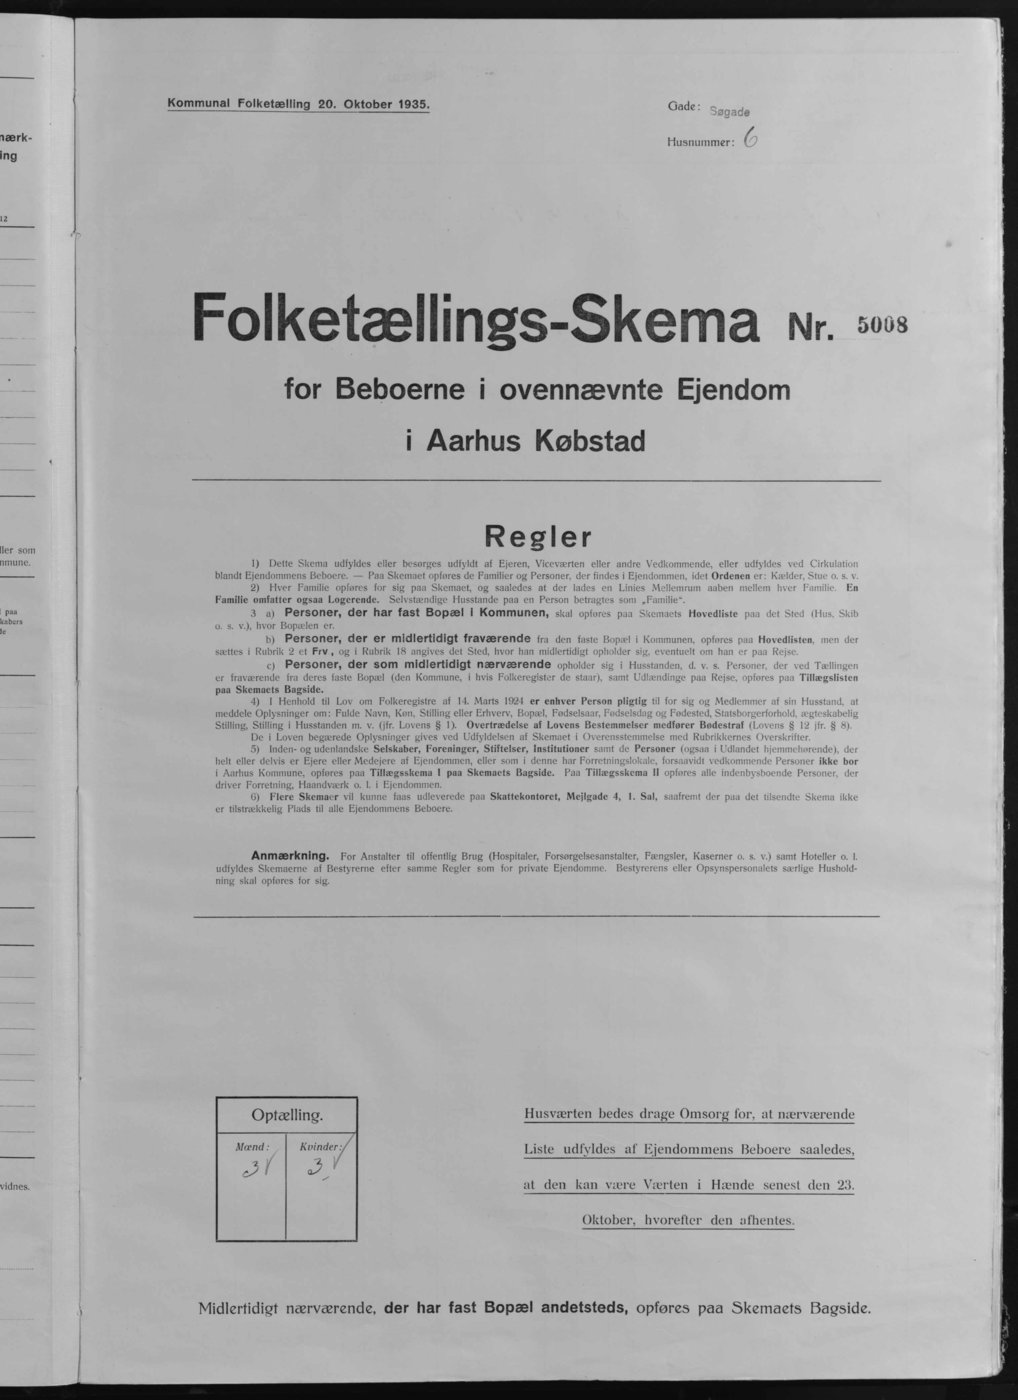 Kommunal Folketælling 20. Oktober 1935.
Gade: Søgade
Husnummer: 6
Folketællings-Skema Nr. 5008
for Beboerne i ovennævnte Ejendom
i Aarhus Købstad
Regler
1) Dette Skema udfyldes eller besørges udfyldt af Ejeren, Viceværten eller andre Vedkommende, eller udfyldes ved Cirkulation
blandt Ejendommens Beboere. — Paa Skemaet opføres de Familier og Personer, der findes i Ejendommen, idet Ordenen er: Kælder, Stue o. s. v.
2) Hver Familie opføres for sig paa Skemaet, og saaledes at der lades en Linies Mellemrum aaben mellem hver Familie. En
Familie omfatter ogsaa Logerende. Selvstændige Husstande paa en Person betragtes som „Familie“.
3 a) Personer, der har fast Bopæl i Kommunen, skal opføres paa Skemaets Hovedliste paa det Sted (Hus, Skib
o. s. v.), hvor Bopælen er.
b) Personer, der er midlertidigt fraværende fra den faste Bopæl i Kommunen, opføres paa Hovedlisten, men der
sættes i Rubrik 2 et Frv., og i Rubrik 18 angives det Sted, hvor han midlertidigt opholder sig, eventuelt om han er paa Rejse.
c) Personer, der som midlertidigt nærværende opholder sig i Husstanden, d. v. s. Personer, der ved Tællingen
er fraværende fra deres faste Bopæl (den Kommune, i hvis Folkeregister de staar), samt Udlændinge paa Rejse, opføres paa Tillægslisten
paa Skemaets Bagside.
4) I Henhold til Lov om Folkeregistre af 14. Marts 1924 er enhver Person pligtig til for sig og Medlemmer af sin Husstand, at
meddele Oplysninger om: Fulde Navn, Køn, Stilling eller Erhverv, Bopæl, Fødselsaar, Fødselsdag og Fødested, Statsborgerforhold, ægteskabelig
Stilling, Stilling i Husstanden m. v. (jfr. Lovens § 1). Overtrædelse af Lovens Bestemmelser medfører Bødestraf (Lovens § 12 jfr. § 8).
De i Loven begærede Oplysninger gives ved Udfyldelsen af Skemaet i Overensstemmelse med Rubrikkernes Overskrifter.
5) Inden- og udenlandske Selskaber, Foreninger, Stiftelser, Institutioner samt de Personer (ogsaa i Udlandet hjemmehørende), der
helt eller delvis er Ejere eller Medejere af Ejendommen, eller som i denne har Forretningslokale, forsaavidt vedkommende Personer ikke bor
i Aarhus Kommune, opføres paa Tillægsskema I paa Skemaets Bagside. Paa Tillægsskema II opføres alle indenbysboende Personer, der
driver Forretning, Haandværk o. l. i Ejendommen.
6) Flere Skemaer vil kunne faas udleverede paa Skattekontoret, Mejlgade 4, 1. Sal, saafremt der paa det tilsendte Skema ikke
er tilstrækkelig Plads til alle Ejendommens Beboere.
Anmærkning. For Anstalter til offentlig Brug (Hospitaler, Forsørgelsesanstalter, Fængsler, Kaserner o. s. v.) samt Hoteller o. l.
udfyldes Skemaerne af Bestyrerne efter samme Regler som for private Ejendomme. Bestyrerens eller Opsynspersonalets særlige Hushold-
ning skal opføres for sig.
Optælling.
Mænd: Kvinder:
3 3
Husværten bedes drage Omsorg for, at nærværende
Liste udfyldes af Ejendommens Beboere saaledes,
at den kan være Værten i Hænde senest den 23.
Oktober, hvorefter den afhentes.
Midlertidigt nærværende, der har fast Bopæl andetsteds, opføres paa Skemaets Bagside.